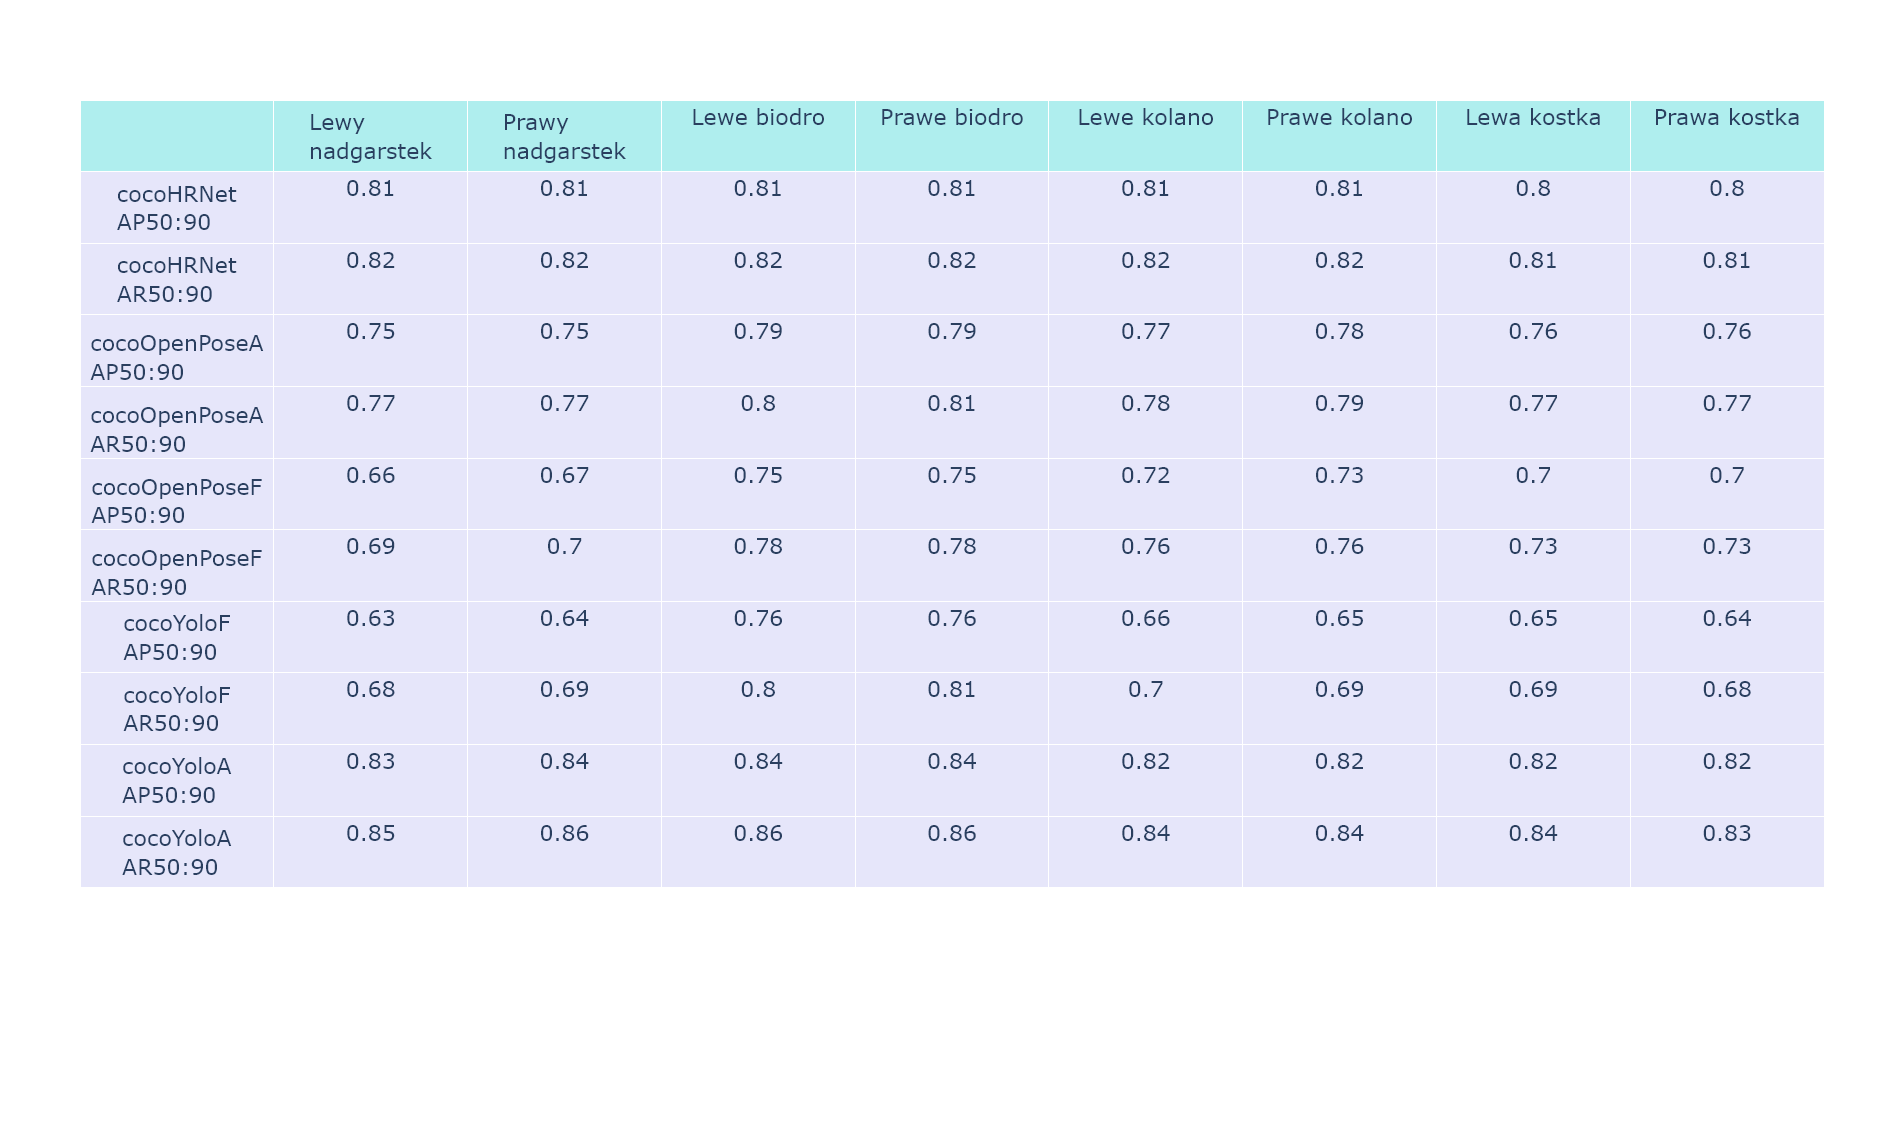 Lewy nadgarstek Prawy nadgarstek Lewe biodro Prawe biodro Lewe kolano Prawe kolano Lewa kostka Prawa kostka
cocoHRNet AP50:90 0.81 0.81 0.81 0.81 0.81 0.81 0.8 0.8
cocoHRNet AR50:90 0.82 0.82 0.82 0.82 0.82 0.82 0.81 0.81
cocoOpenPoseA AP50:90 0.75 0.75 0.79 0.79 0.77 0.78 0.76 0.76
cocoOpenPoseA AR50:90 0.77 0.77 0.8 0.81 0.78 0.79 0.77 0.77
cocoOpenPoseF AP50:90 0.66 0.67 0.75 0.75 0.72 0.73 0.7 0.7
cocoOpenPoseF AR50:90 0.69 0.7 0.78 0.78 0.76 0.76 0.73 0.73
cocoYoloF AP50:90 0.63 0.64 0.76 0.76 0.66 0.65 0.65 0.64
cocoYoloF AR50:90 0.68 0.69 0.8 0.81 0.7 0.69 0.69 0.68
cocoYoloA AP50:90 0.83 0.84 0.84 0.84 0.82 0.82 0.82 0.82
cocoYoloA AR50:90 0.85 0.86 0.86 0.86 0.84 0.84 0.84 0.83